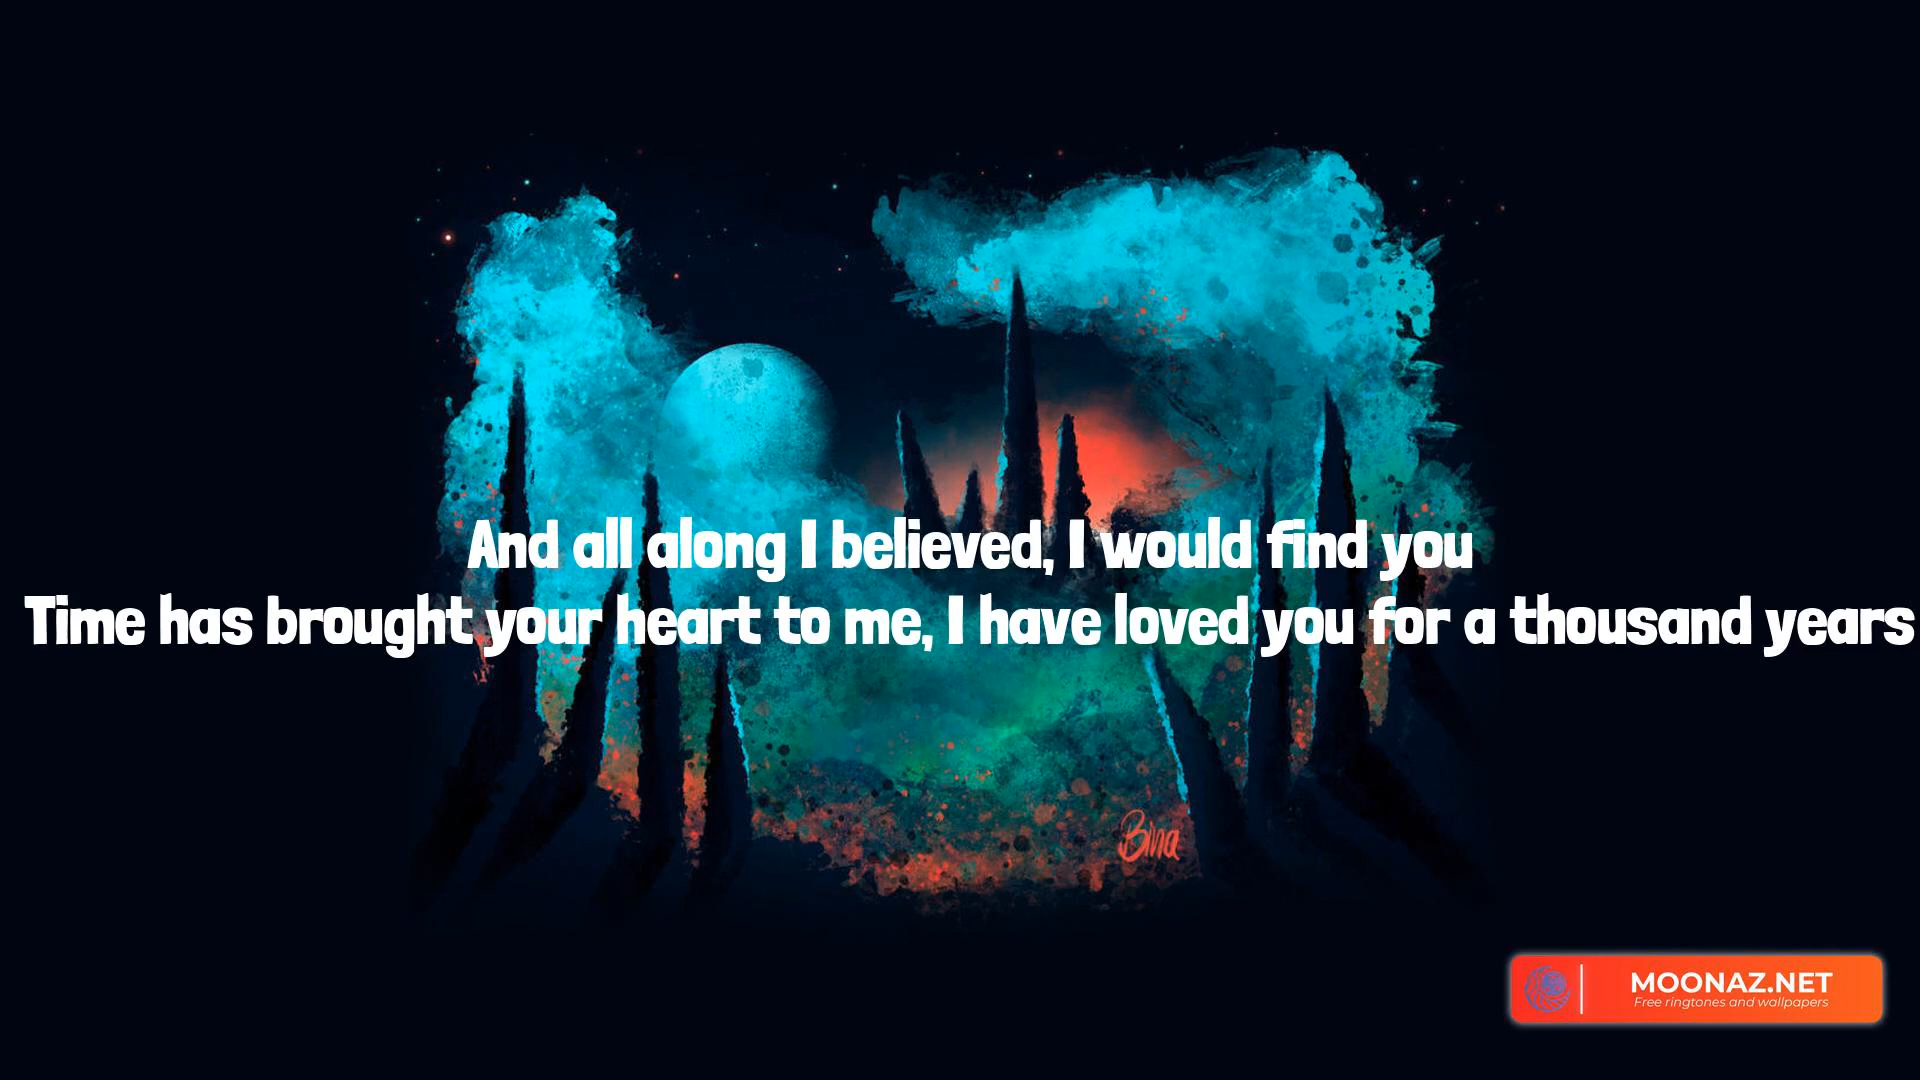 And all along I believed, I would find you
Time has brought your heart to me, I have loved you for a thousand years
Bina
MOONAZ.NET
Free ringtones and wallpapers